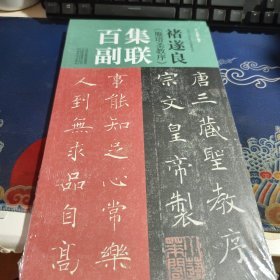 褚遂良
《雁塔圣教序》
集联
百副
唐三藏聖教序
宗文皇帝製
事能知足心常樂
人到無求品自高